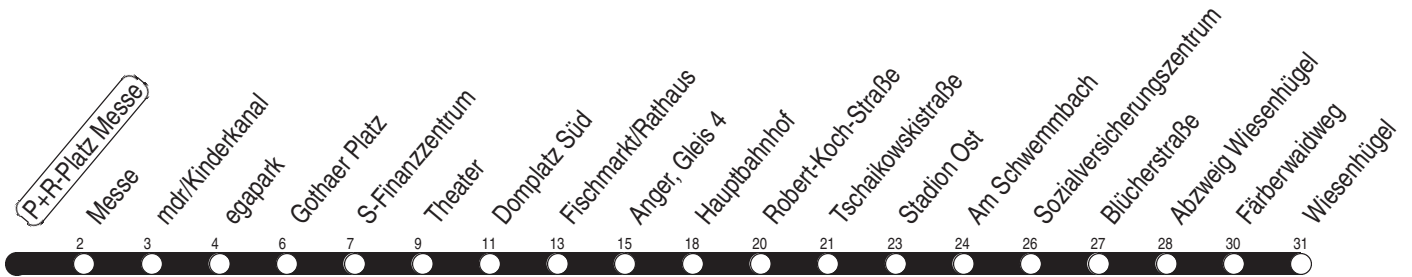 P+R-Platz Messe
Messe
mdr/Kinderkanal
egapark
Gothaer Platz
S-Finanzzentrum
Theater
Domplatz Süd
Fischmarkt/Rathaus
Anger, Gleis 4
Hauptbahnhof
Robert-Koch-Straße
Tschaikowskistraße
Stadion Ost
Am Schwemmbach
Sozialversicherungszentrum
Blücherstraße
Abzweig Wiesenhügel
Färberwaidweg
Wiesenhügel
2 3 4 6 7 9 11 13 15 18 20 21 23 24 26 27 28 30 31